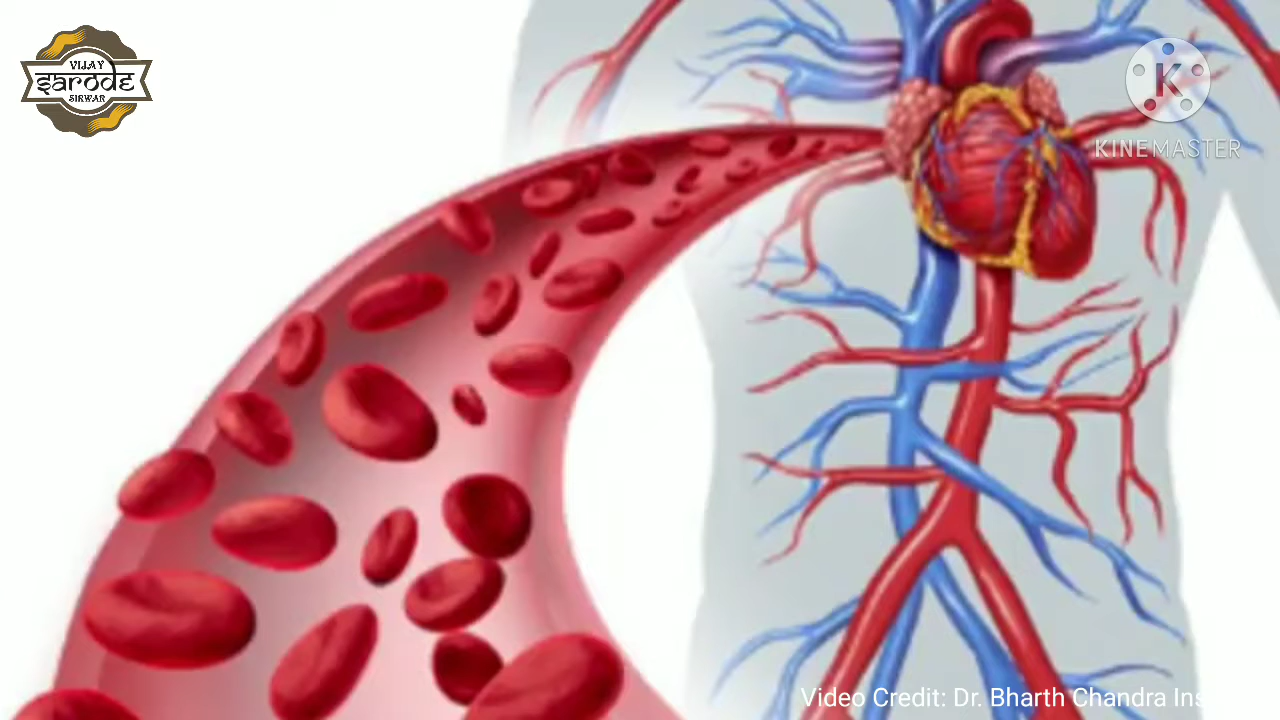 VIJAY
sarode
SIRWAR
K
KINEMASTER
Video Credit: Dr. Bharth Chandra Ins